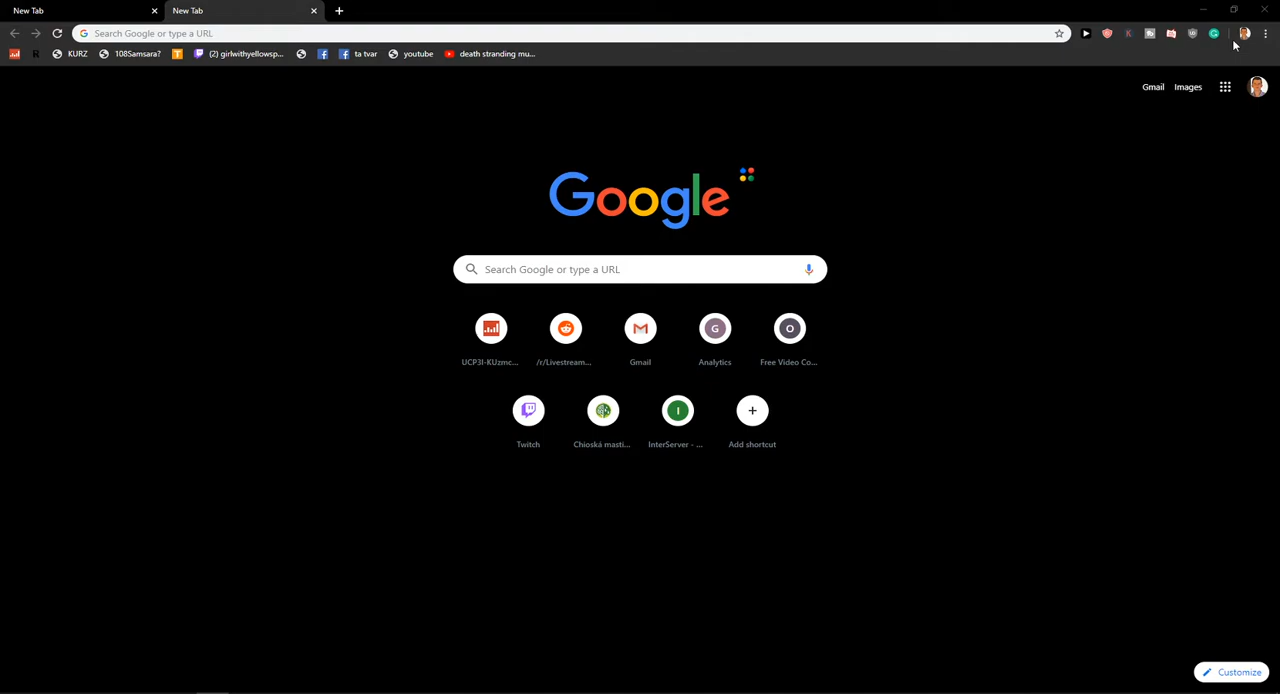 New Tab
New Tab
Search Google or type a URL
R KURZ 108Samsara? T (2) girlwithyellowsp... ta tvar youtube death stranding mu...
Gmail Images
Google
Search Google or type a URL
UCP3I-KUzmc... /r/Livestream... Gmail Analytics Free Video Co...
G O
Twitch Chioská masti... InterServer - ... Add shortcut
I
Customize